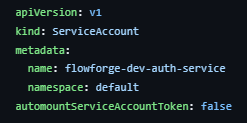 apiVersion: v1
kind: ServiceAccount
metadata:
  name: flowforge-dev-auth-service
  namespace: default
automountServiceAccountToken: false